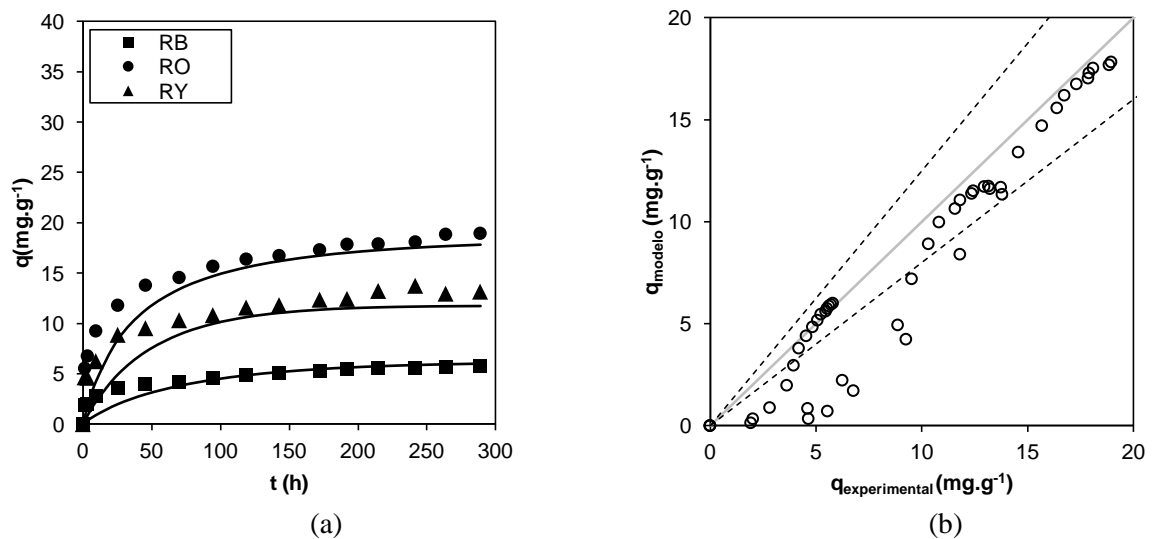 40
35
30
25
20
15
10
5
0
q(mg.g⁻¹)
RB
RO
RY
0 50 100 150 200 250 300
t (h)
(a)
20
15
10
5
0
q_modelo (mg.g⁻¹)
0 5 10 15 20
q_experimental (mg.g⁻¹)
(b)